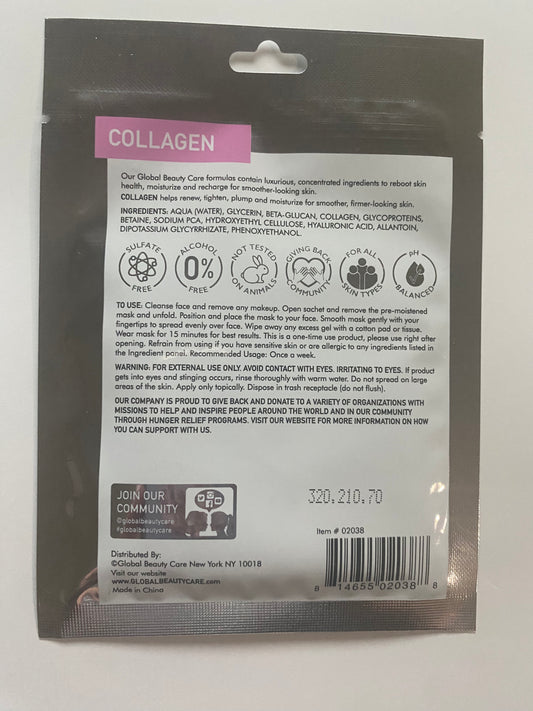 COLLAGEN
Our Global Beauty Care formulas contain luxurious, concentrated ingredients to reboot skin
health, moisturize and recharge for smoother-looking skin.
COLLAGEN helps renew, tighten, plump and moisturize for smoother, firmer-looking skin.
INGREDIENTS: AQUA (WATER), GLYCERIN, BETA-GLUCAN, COLLAGEN, GLYCOPROTEINS,
BETAINE, SODIUM PCA, HYDROXYETHYL CELLULOSE, HYALURONIC ACID, ALLANTOIN,
DIPOTASSIUM GLYCYRRHIZATE, PHENOXYETHANOL.
SULFATE FREE
ALCOHOL 0% FREE
NOT TESTED ON ANIMALS
GIVING BACK COMMUNITY
FOR ALL SKIN TYPES
pH BALANCED
TO USE: Cleanse face and remove any makeup. Open sachet and remove the pre-moistened
mask and unfold. Position and place the mask to your face. Smooth mask gently with your
fingertips to spread evenly over face. Wipe away any excess gel with a cotton pad or tissue.
Wear mask for 15 minutes for best results. This is a one-time use product, please use right after
opening. Refrain from using if you have sensitive skin or are allergic to any ingredients listed in
the Ingredient panel. Recommended Usage: Once a week.
WARNING: FOR EXTERNAL USE ONLY. AVOID CONTACT WITH EYES. IRRITATING TO EYES. If product
gets into eyes and stinging occurs, rinse thoroughly with warm water. Do not spread on large
areas of the skin. Apply only topically. Dispose in trash receptacle (do not flush).
OUR COMPANY IS PROUD TO GIVE BACK AND DONATE TO A VARIETY OF ORGANIZATIONS WITH
MISSIONS TO HELP AND INSPIRE PEOPLE AROUND THE WORLD AND IN OUR COMMUNITY
THROUGH HUNGER RELIEF PROGRAMS. VISIT OUR WEBSITE FOR MORE INFORMATION ON HOW
YOU CAN SUPPORT WITH US.
JOIN OUR
COMMUNITY
@globalbeautycare
#globalbeautycare
320.210.70
Item # 02038
Distributed By:
©Global Beauty Care New York NY 10018
Visit our website
www.GLOBALBEAUTYCARE.com
Made in China
8 14655 02038 8